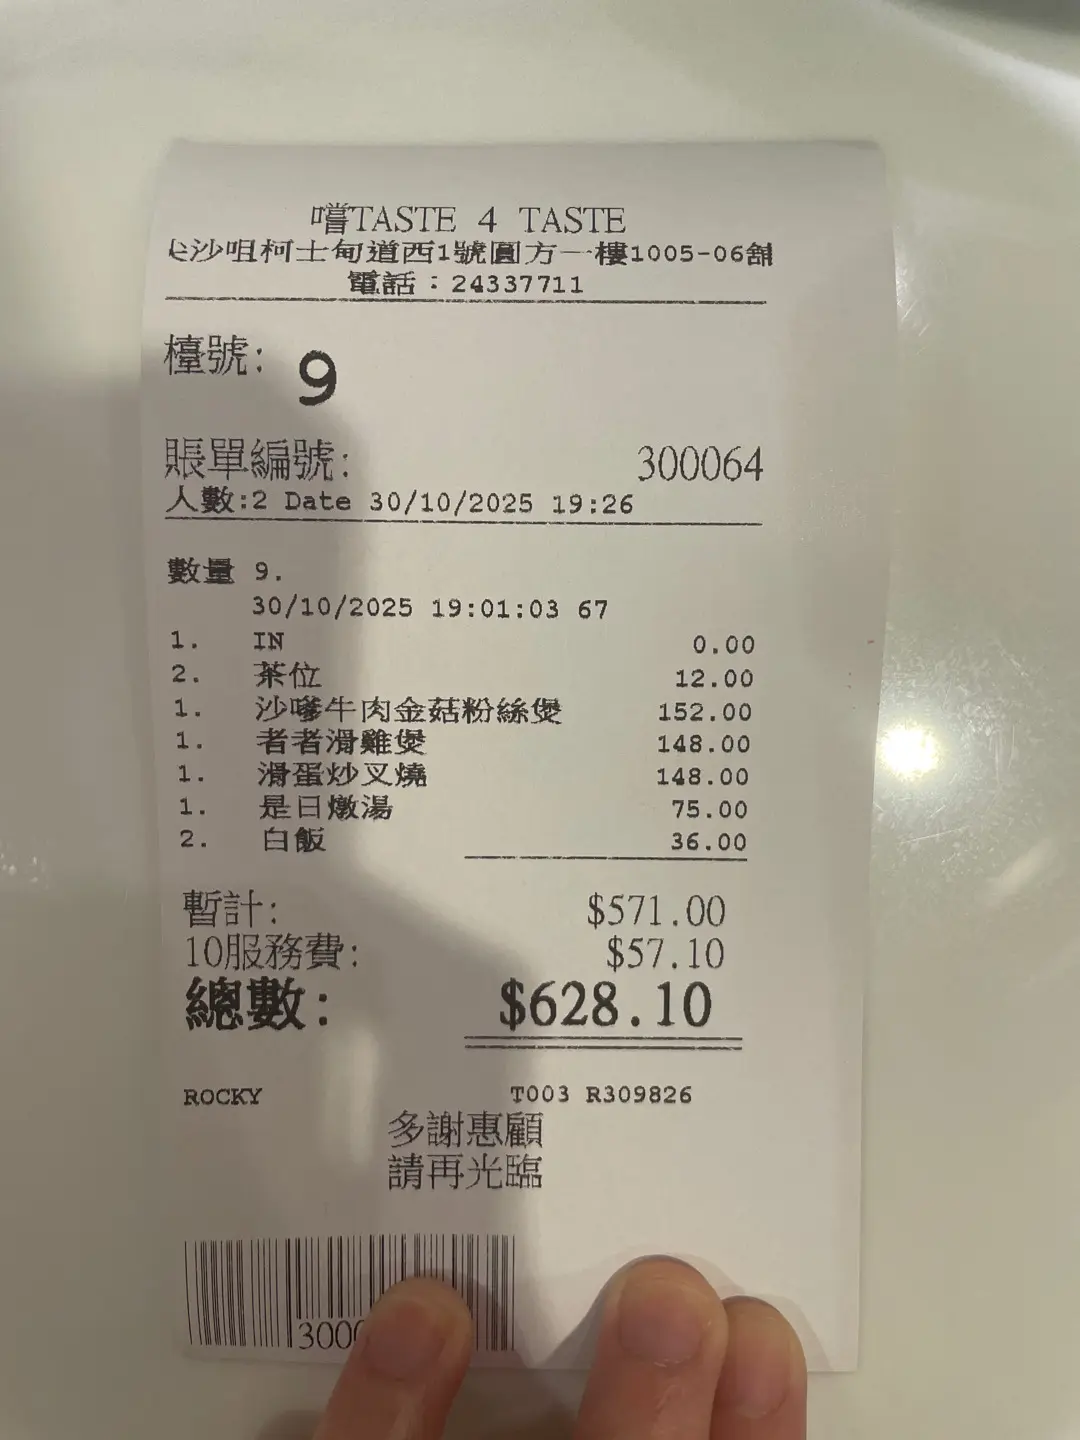 嚐TASTE 4 TASTE
尖沙咀柯士甸道西1號圓方一樓1005-06舖
電話：24337711
檯號: 9
賬單編號: 300064
人數:2 Date 30/10/2025 19:26
數量 9.
30/10/2025 19:01:03 67
1. IN 0.00
2. 茶位 12.00
1. 沙嗲牛肉金菇粉絲煲 152.00
1. 者者滑雞煲 148.00
1. 滑蛋炒叉燒 148.00
1. 是日燉湯 75.00
2. 白飯 36.00
暫計: $571.00
10服務費: $57.10
總數: $628.10
ROCKY T003 R309826
多謝惠顧
請再光臨